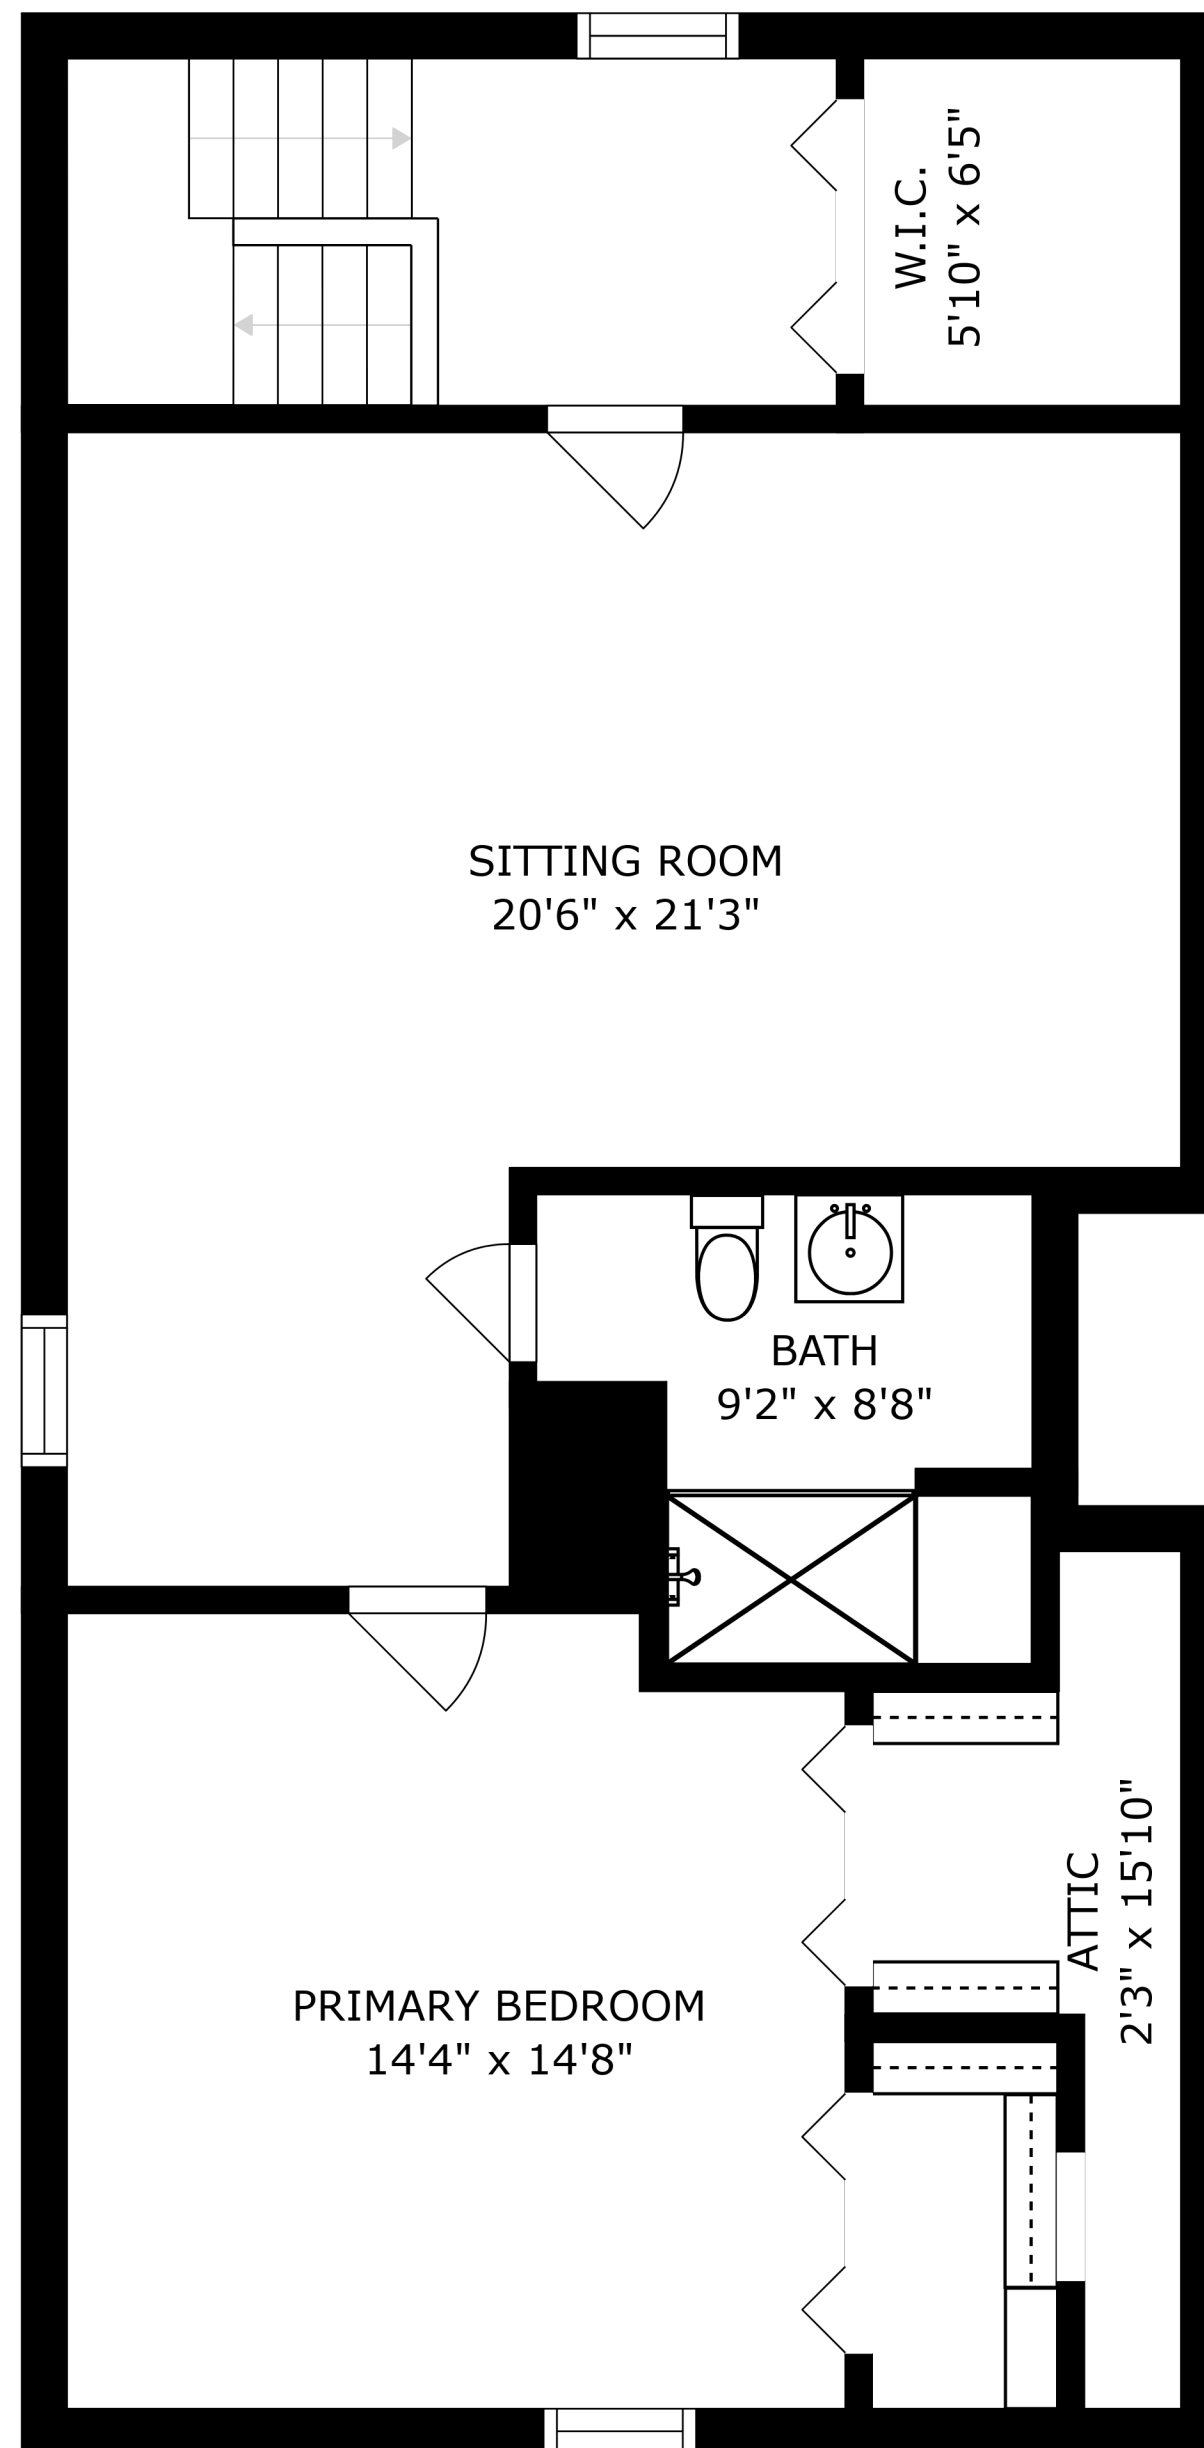 W.I.C.
5'10" x 6'5"
SITTING ROOM
20'6" x 21'3"
BATH
9'2" x 8'8"
ATTIC
2'3" x 15'10"
PRIMARY BEDROOM
14'4" x 14'8"